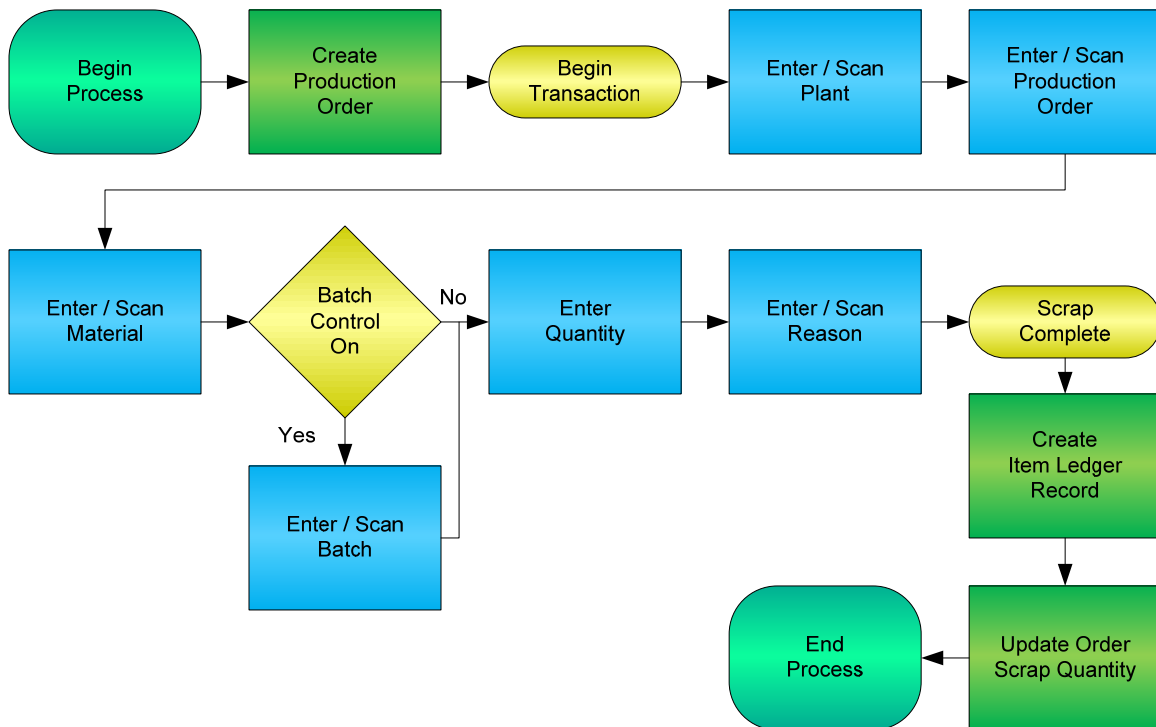 Begin
Process
Create
Production
Order
Begin
Transaction
Enter / Scan
Plant
Enter / Scan
Production
Order
Enter / Scan
Material
Batch
Control
On
No
Yes
Enter / Scan
Batch
Enter
Quantity
Enter / Scan
Reason
Scrap
Complete
Create
Item Ledger
Record
Update Order
Scrap Quantity
End
Process